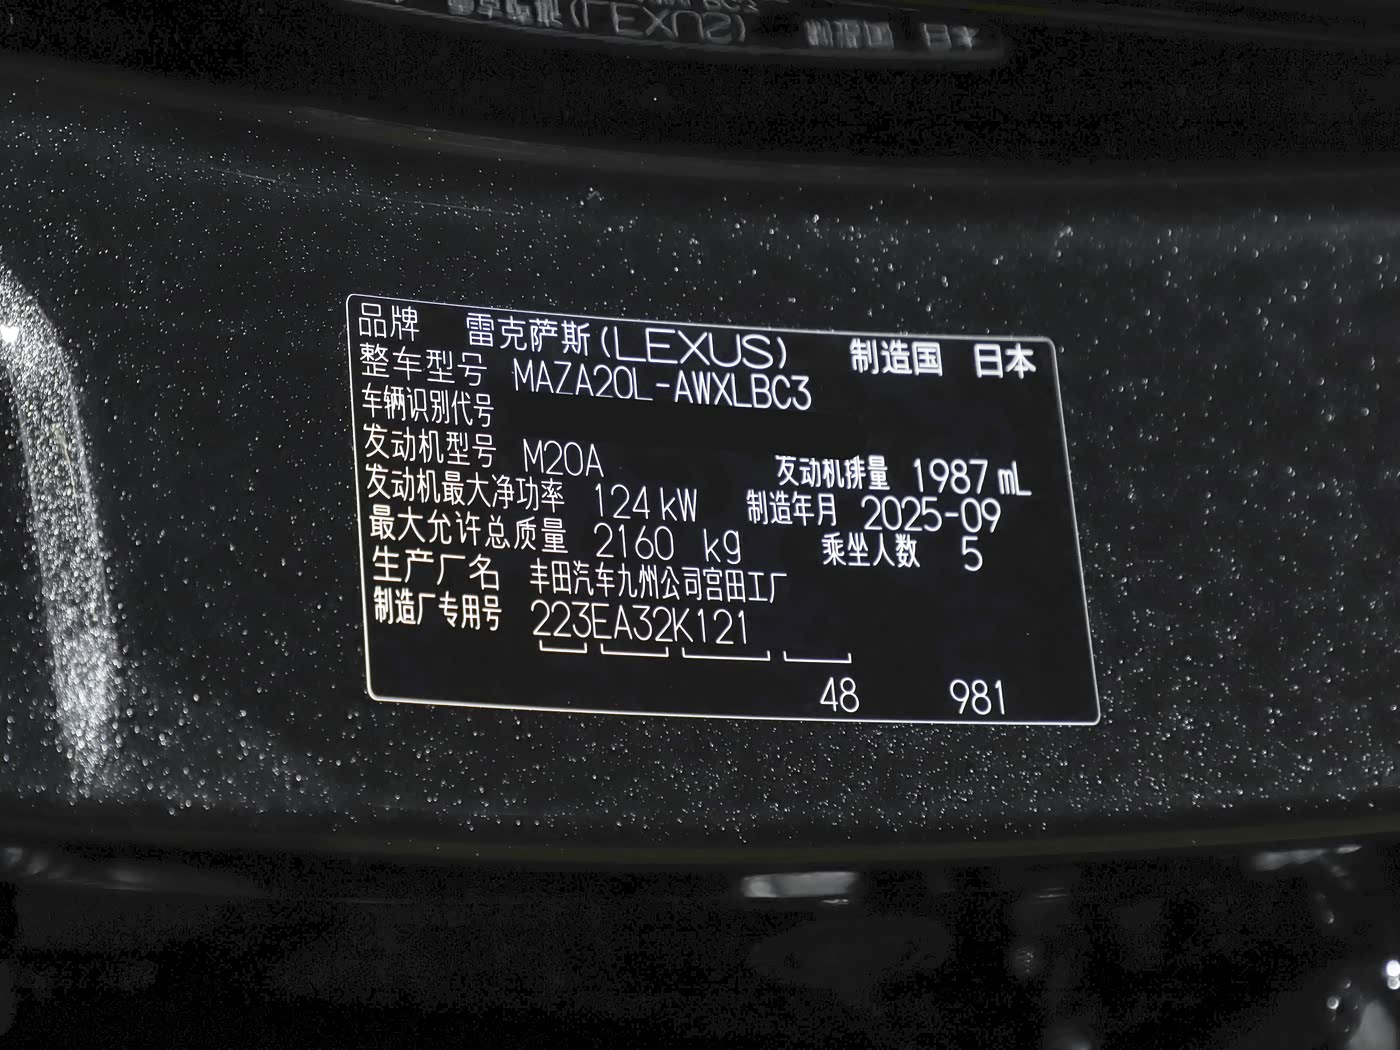 品牌 雷克萨斯(LEXUS) 制造国 日本
整车型号 MAZA20L-AWXLBC3
车辆识别代号
发动机型号 M20A 发动机排量 1987 mL
发动机最大净功率 124 kW 制造年月 2025-09
最大允许总质量 2160 kg 乘坐人数 5
生产厂名 丰田汽车九州公司宫田工厂
制造厂专用号 223EA32K121
48 981